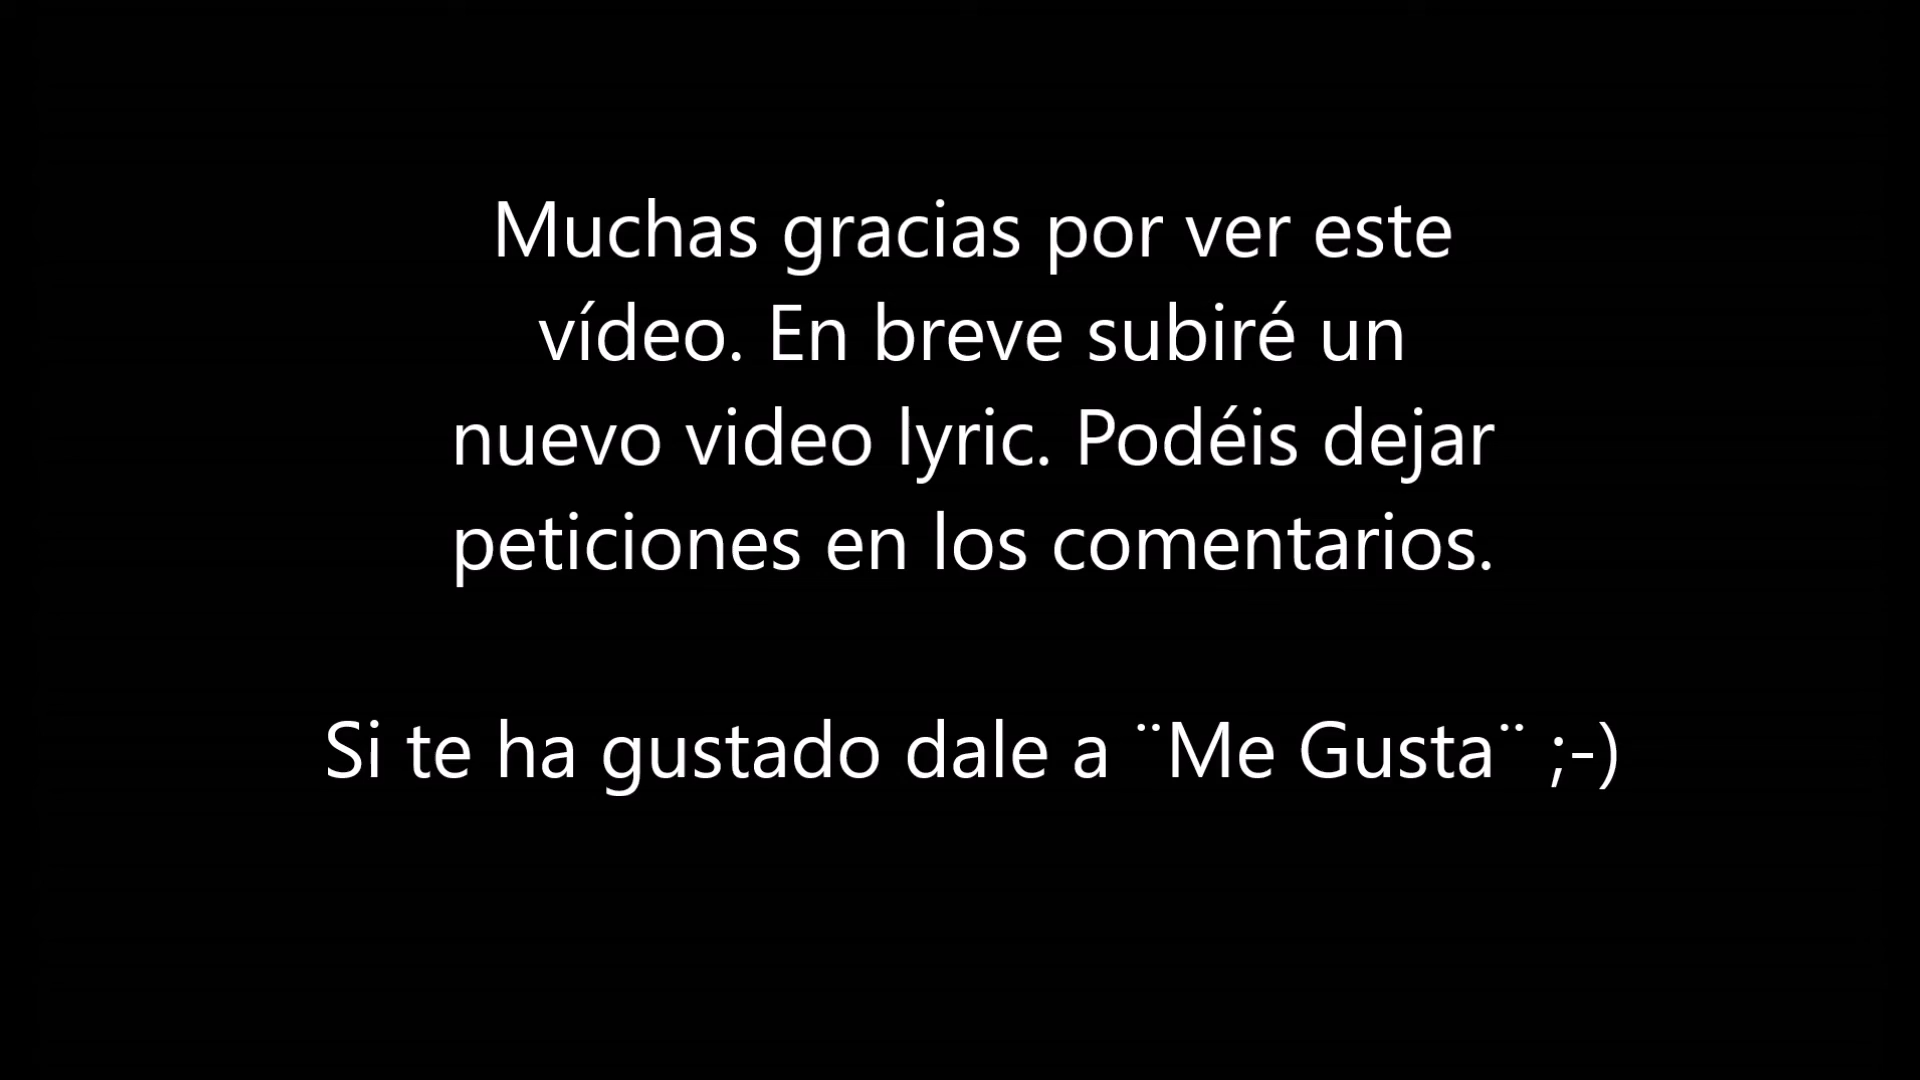 Muchas gracias por ver este
vídeo. En breve subiré un
nuevo video lyric. Podéis dejar
peticiones en los comentarios.
Si te ha gustado dale a ¨Me Gusta¨ ;-)